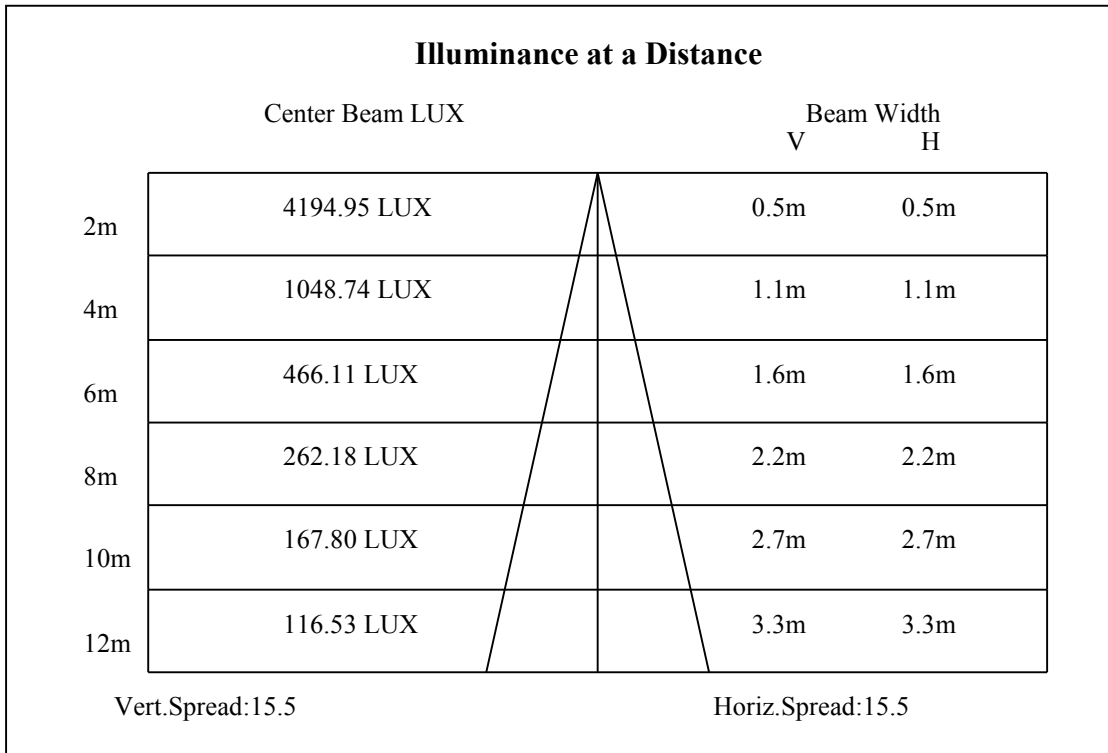 Illuminance at a Distance
Center Beam LUX Beam Width
V H
2m 4194.95 LUX 0.5m 0.5m
4m 1048.74 LUX 1.1m 1.1m
6m 466.11 LUX 1.6m 1.6m
8m 262.18 LUX 2.2m 2.2m
10m 167.80 LUX 2.7m 2.7m
12m 116.53 LUX 3.3m 3.3m
Vert.Spread:15.5 Horiz.Spread:15.5